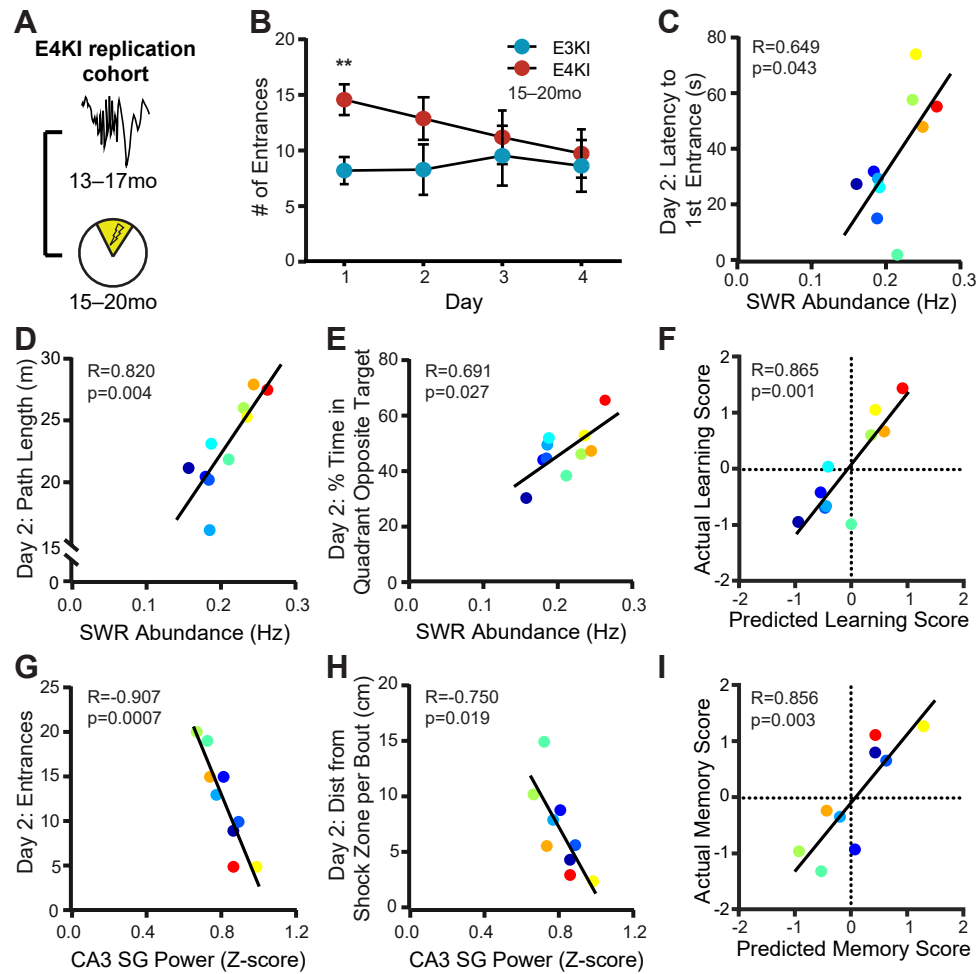 A
E4KI replication
cohort
13–17mo
15–20mo
B
20
15
10
5
0
# of Entrances
**
E3KI
E4KI
15–20mo
1 2 3 4
Day
C
80
60
40
20
0
Day 2: Latency to
1st Entrance (s)
R=0.649
p=0.043
0.0 0.1 0.2 0.3
SWR Abundance (Hz)
D
30
25
20
15
0
Day 2: Path Length (m)
R=0.820
p=0.004
0.0 0.1 0.2 0.3
SWR Abundance (Hz)
E
80
60
40
20
0
Day 2: % Time in
Quadrant Opposite Target
R=0.691
p=0.027
0.0 0.1 0.2 0.3
SWR Abundance (Hz)
F
2
1
0
-1
-2
Actual Learning Score
R=0.865
p=0.001
-2 -1 0 1 2
Predicted Learning Score
G
25
20
15
10
5
0
Day 2: Entrances
R=-0.907
p=0.0007
0.0 0.4 0.8 1.2
CA3 SG Power (Z-score)
H
20
15
10
5
0
Day 2: Dist from
Shock Zone per Bout (cm)
R=-0.750
p=0.019
0.0 0.4 0.8 1.2
CA3 SG Power (Z-score)
I
2
1
0
-1
-2
Actual Memory Score
R=0.856
p=0.003
-2 -1 0 1 2
Predicted Memory Score